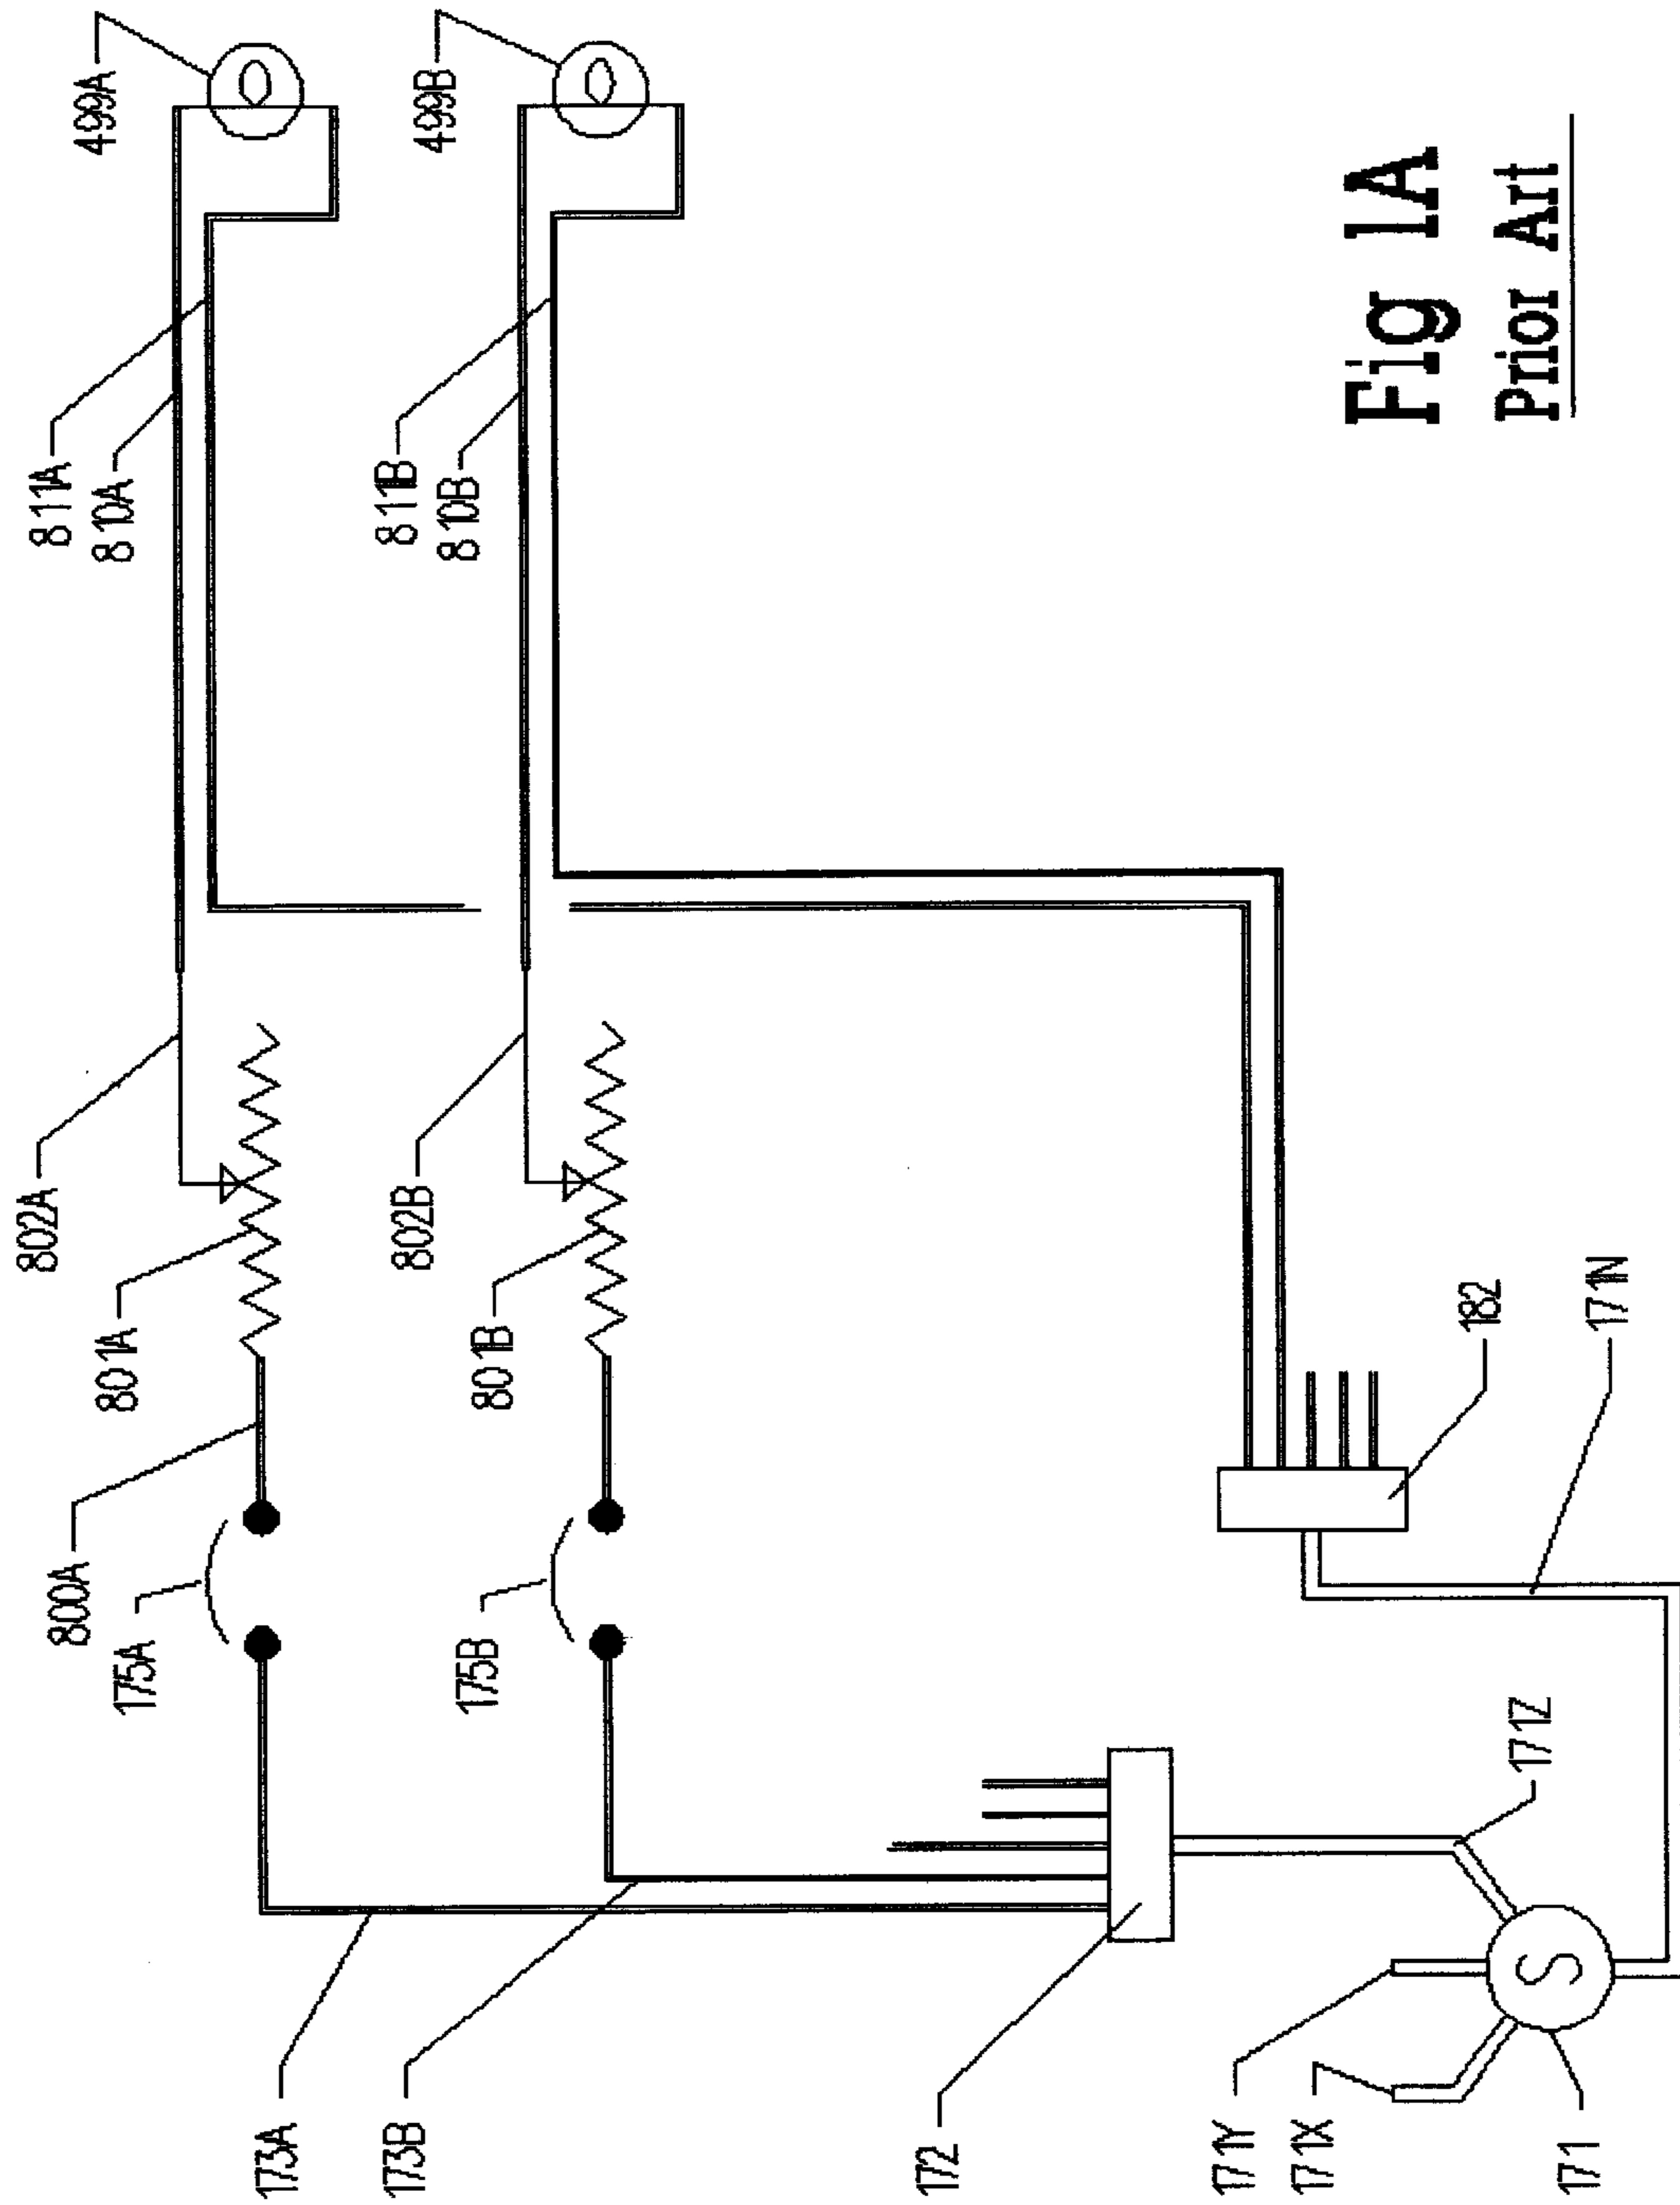 499A
499B
811A
810A
811B
810B
802A
802B
801A
801B
800A
175A
175B
173A
173B
172
182
171N
171Z
171Y
171X
171
S
Fig 1A
Prior Art